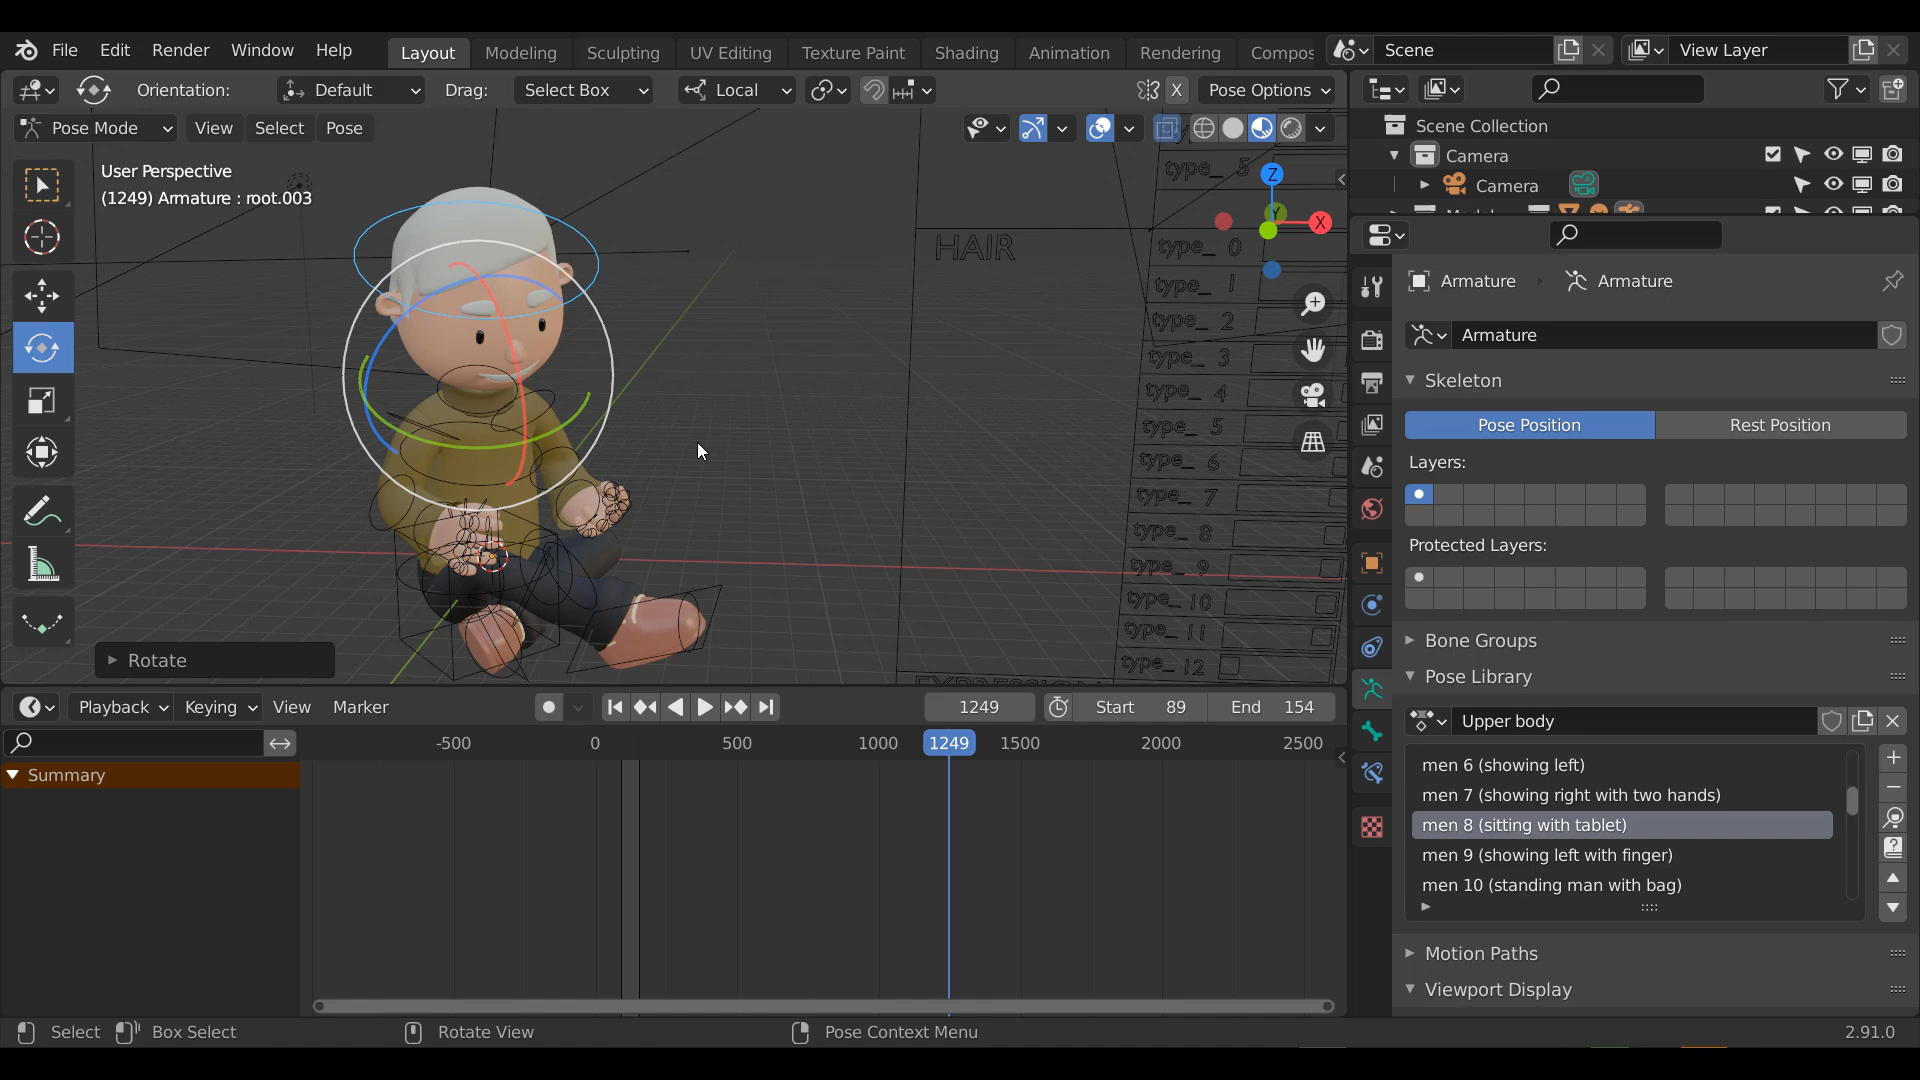 File Edit Render Window Help
Layout Modeling Sculpting UV Editing Texture Paint Shading Animation Rendering Compos
Scene
View Layer
Orientation: Default Drag: Select Box Local X Pose Options
Pose Mode View Select Pose
User Perspective
(1249) Armature : root.003
HAIR
type_ 5
type_ 0
type_ 1
type_ 2
type_ 3
type_ 4
type_ 5
type_ 6
type_ 7
type_ 8
type_ 9
type_ 10
type_ 11
type_ 12
Z
Y
X
Rotate
Scene Collection
Camera
Camera
Armature Armature
Armature
Skeleton
Pose Position Rest Position
Layers:
Protected Layers:
Bone Groups
Pose Library
Upper body
men 6 (showing left)
men 7 (showing right with two hands)
men 8 (sitting with tablet)
men 9 (showing left with finger)
men 10 (standing man with bag)
Motion Paths
Viewport Display
Playback Keying View Marker
1249 Start 89 End 154
-500 0 500 1000 1249 1500 2000 2500
Summary
Select Box Select Rotate View Pose Context Menu 2.91.0